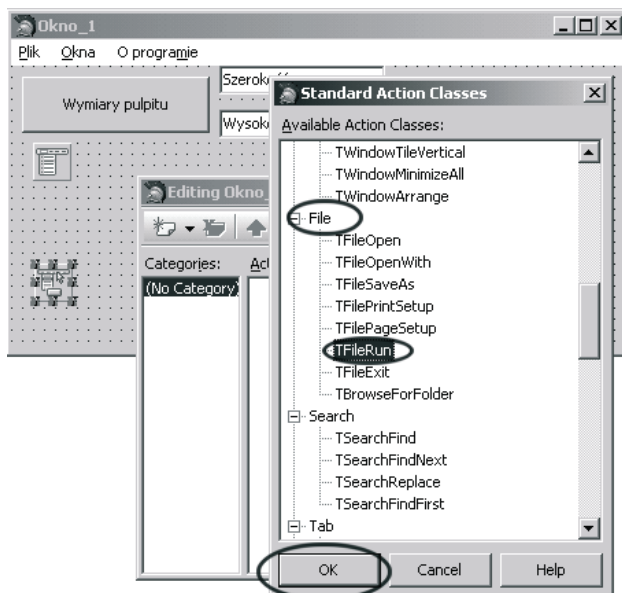 Okno_1
Plik Okna O programie
Wymiary pulpitu
Standard Action Classes
Available Action Classes:
TWindowTileVertical
TWindowMinimizeAll
TWindowArrange
File
TFileOpen
TFileOpenWith
TFileSaveAs
TFilePrintSetup
TFilePageSetup
TFileRun
TFileExit
TBrowseForFolder
Search
TSearchFind
TSearchFindNext
TSearchReplace
TSearchFindFirst
Tab
OK Cancel Help
Editing
Categories:
(No Category)